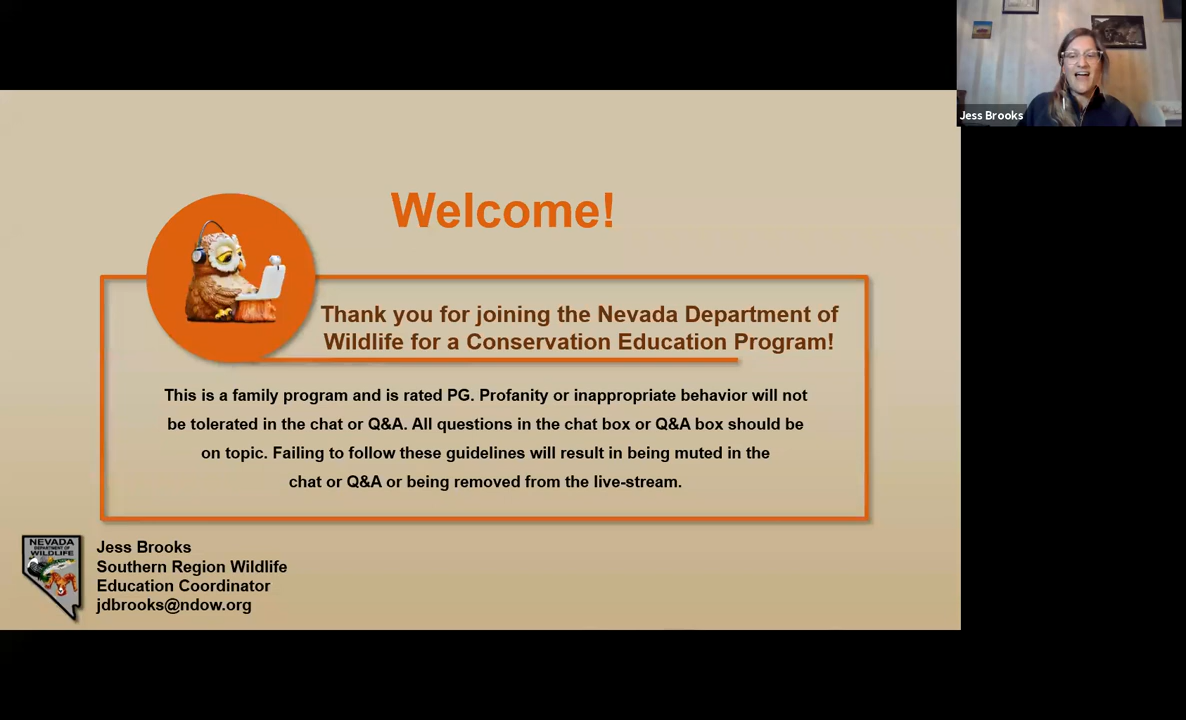 Welcome!
Thank you for joining the Nevada Department of
Wildlife for a Conservation Education Program!
This is a family program and is rated PG. Profanity or inappropriate behavior will not
be tolerated in the chat or Q&A. All questions in the chat box or Q&A box should be
on topic. Failing to follow these guidelines will result in being muted in the
chat or Q&A or being removed from the live-stream.
NEVADA
DEPARTMENT OF
WILDLIFE
Jess Brooks
Southern Region Wildlife
Education Coordinator
jdbrooks@ndow.org
Jess Brooks